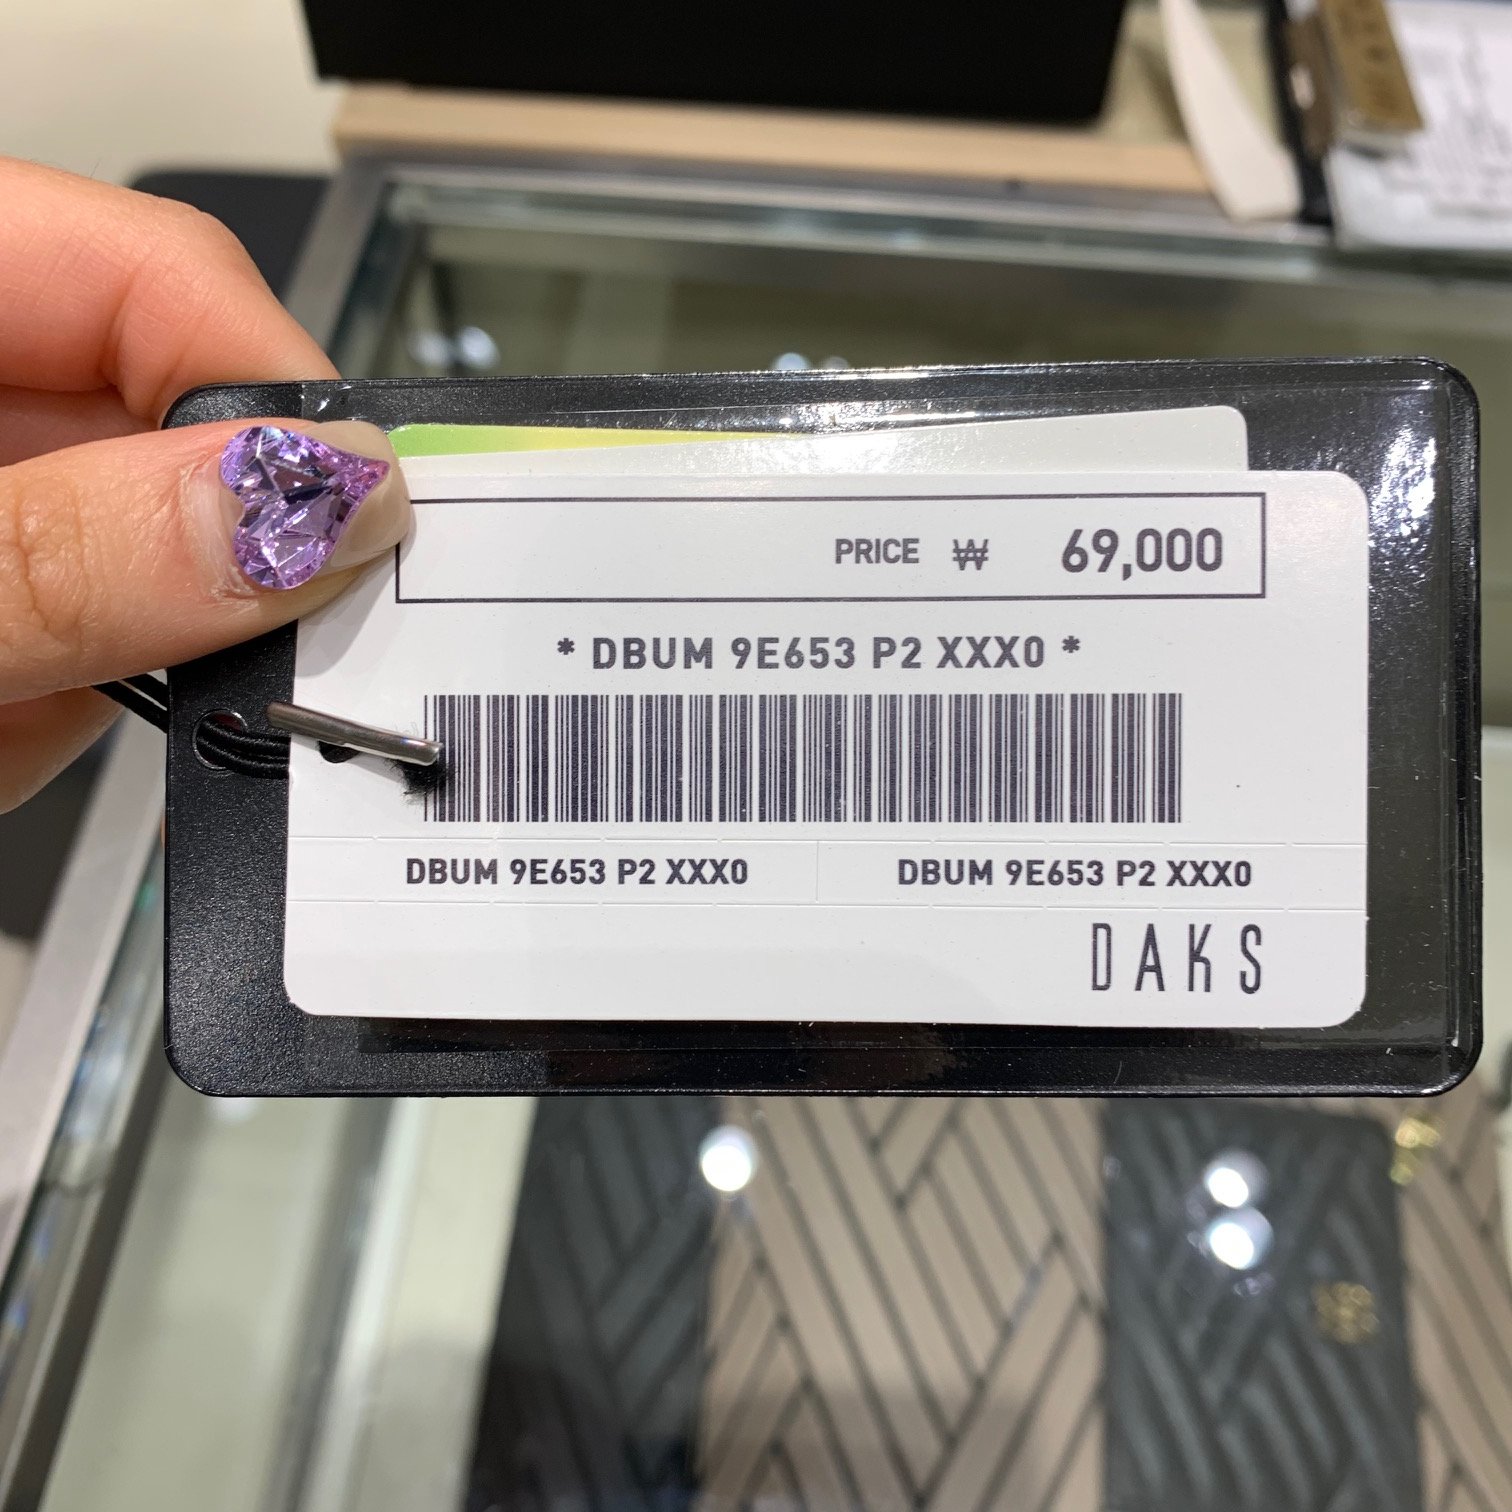 PRICE ₩ 69,000
* DBUM 9E653 P2 XXX0 *
DBUM 9E653 P2 XXX0 DBUM 9E653 P2 XXX0
DAKS